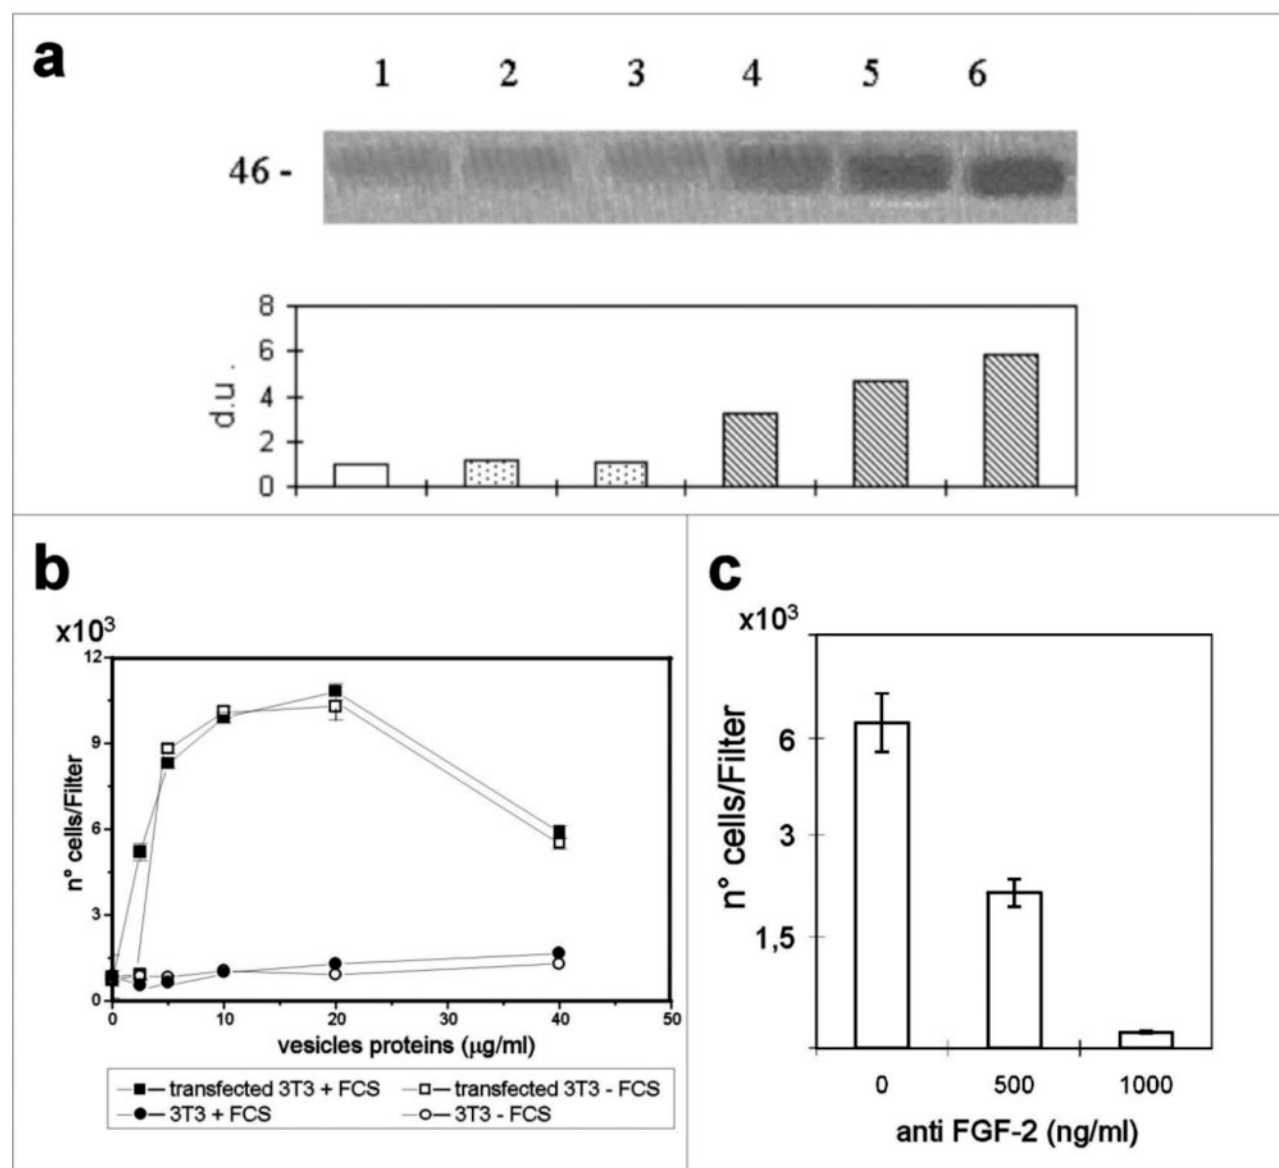 a
1 2 3 4 5 6
46 -
8
6
4
2
0
d.u .
b
x10³
12
9
6
3
0
n° cells/Filter
0 10 20 30 40 50
vesicles proteins (µg/ml)
transfected 3T3 + FCS transfected 3T3 - FCS
3T3 + FCS 3T3 - FCS
c
x10³
6
3
1,5
n° cells/Filter
0 500 1000
anti FGF-2 (ng/ml)